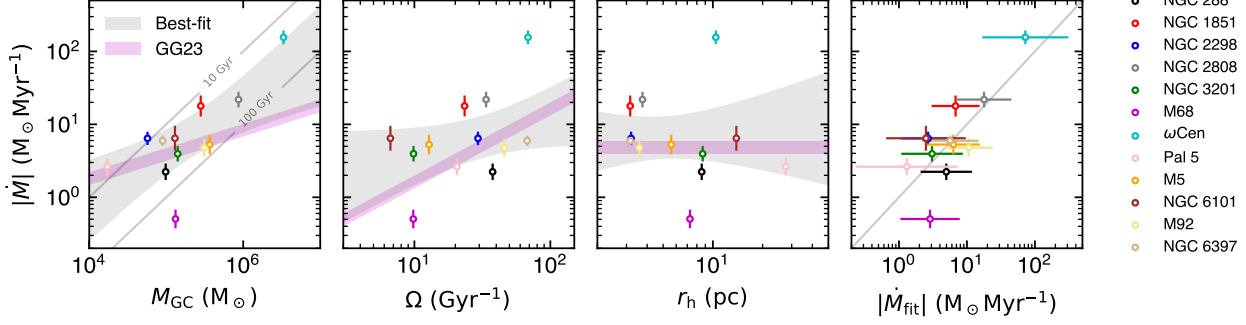 Best-fit
GG23
10 Gyr
100 Gyr
|Ṁ| (M⊙Myr⁻¹)
10²
10¹
10⁰
10⁴
10⁶
M_GC (M⊙)
10¹
10²
Ω (Gyr⁻¹)
10¹
r_h (pc)
10⁰
10¹
10²
|Ṁ_fit| (M⊙Myr⁻¹)
NGC 288
NGC 1851
NGC 2298
NGC 2808
NGC 3201
M68
ωCen
Pal 5
M5
NGC 6101
M92
NGC 6397